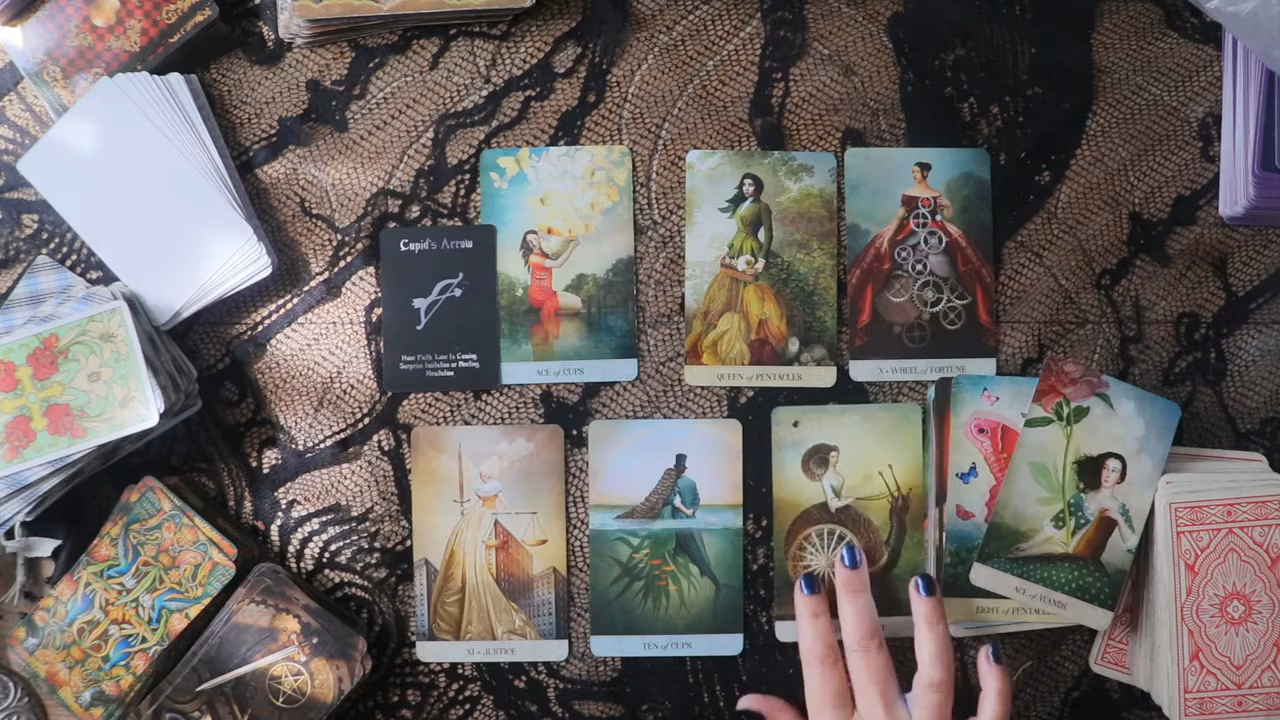 Cupid's Arrow
Have Faith, Love Is Coming
Surprise Invitation or Meeting
ACE of CUPS
QUEEN of PENTACLES
X • WHEEL of FORTUNE
XI • JUSTICE
TEN of CUPS
EIGHT of PENTAC
ACE of WANDS